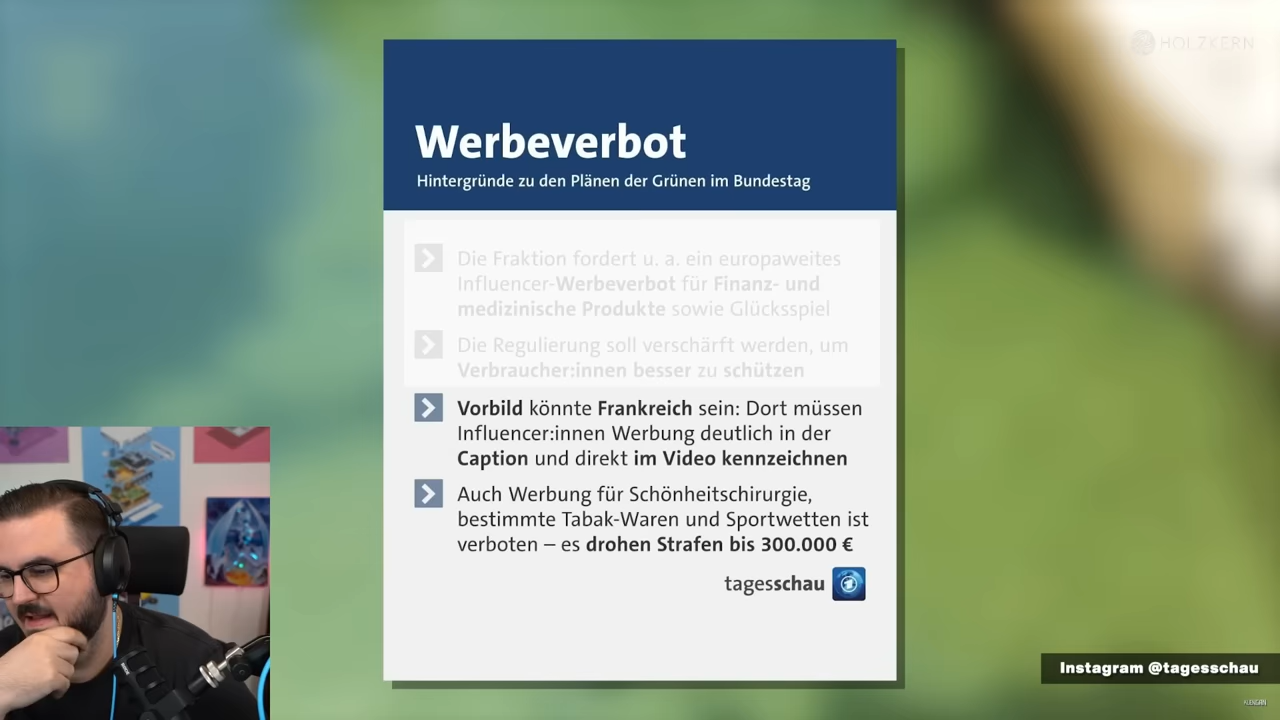 HOLZKERN
Werbeverbot
Hintergründe zu den Plänen der Grünen im Bundestag
Die Fraktion fordert u. a. ein europaweites
Influencer-Werbeverbot für Finanz- und
medizinische Produkte sowie Glücksspiel
Die Regulierung soll verschärft werden, um
Verbraucher:innen besser zu schützen
Vorbild könnte Frankreich sein: Dort müssen
Influencer:innen Werbung deutlich in der
Caption und direkt im Video kennzeichnen
Auch Werbung für Schönheitschirurgie,
bestimmte Tabak-Waren und Sportwetten ist
verboten – es drohen Strafen bis 300.000 €
tagesschau
Instagram @tagesschau